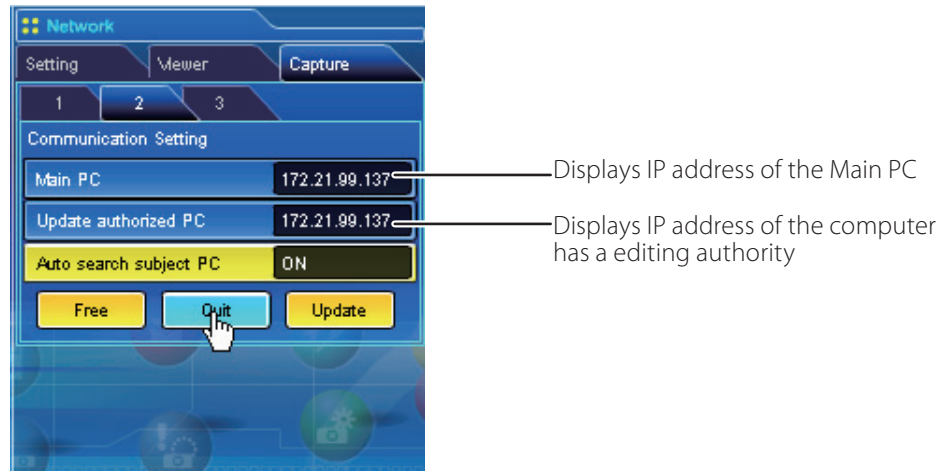 Network
Setting Viewer Capture
1 2 3
Communication Setting
Main PC 172.21.99.137
Displays IP address of the Main PC
Update authorized PC 172.21.99.137
Displays IP address of the computer
has a editing authority
Auto search subject PC ON
Free Quit Update